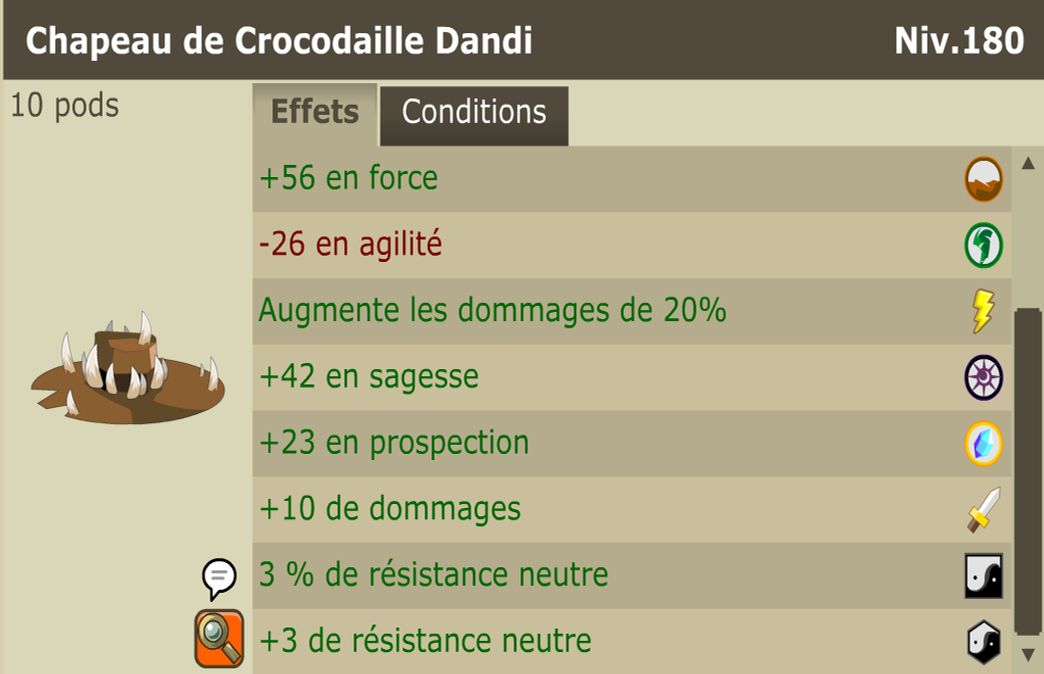 Chapeau de Crocodaille Dandi Niv.180
10 pods Effets Conditions
+56 en force
-26 en agilité
Augmente les dommages de 20%
+42 en sagesse
+23 en prospection
+10 de dommages
3 % de résistance neutre
+3 de résistance neutre